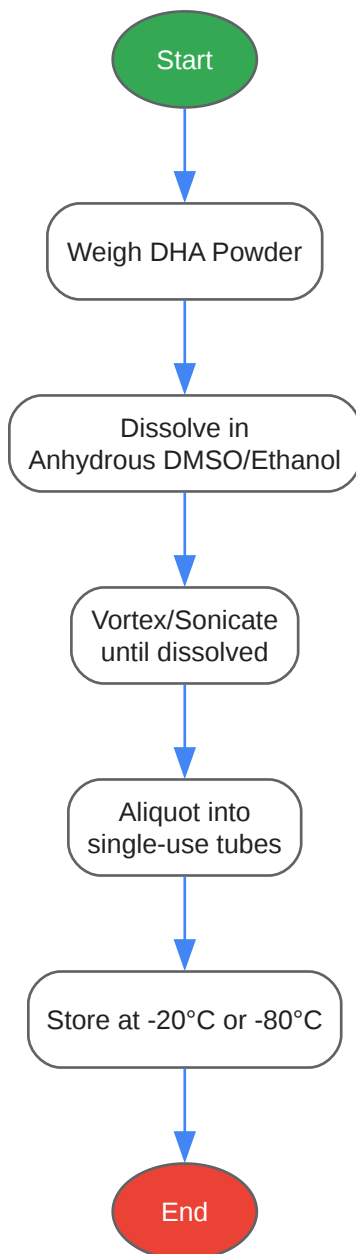 Start
Weigh DHA Powder
Dissolve in
Anhydrous DMSO/Ethanol
Vortex/Sonicate
until dissolved
Aliquot into
single-use tubes
Store at -20°C or -80°C
End